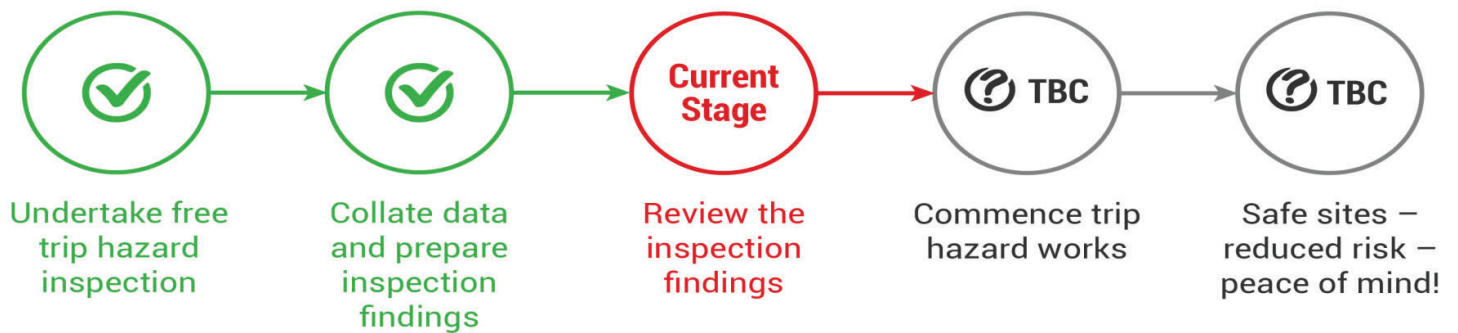 Current
Stage
TBC
TBC
Undertake free
trip hazard
inspection
Collate data
and prepare
inspection
findings
Review the
inspection
findings
Commence trip
hazard works
Safe sites –
reduced risk –
peace of mind!